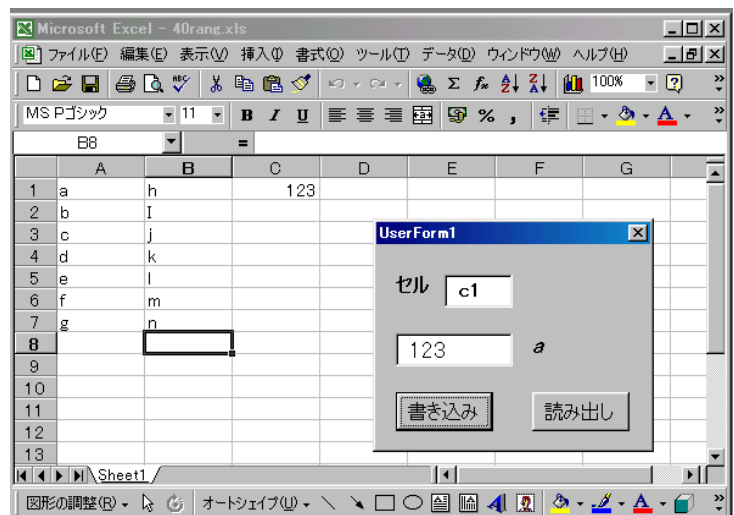 Microsoft Excel - 40rang.xls
ファイル(F) 編集(E) 表示(V) 挿入(I) 書式(O) ツール(T) データ(D) ウィンドウ(W) ヘルプ(H)
100%
MS Pゴシック 11 B I U % ,
B8 =
A B C D E F G
1 a h 123
2 b I
3 c j
4 d k
5 e l
6 f m
7 g n
8
9
10
11
12
13
UserForm1
セル c1
123 a
書き込み 読み出し
Sheet1
図形の調整(R) オートシェイプ(U)